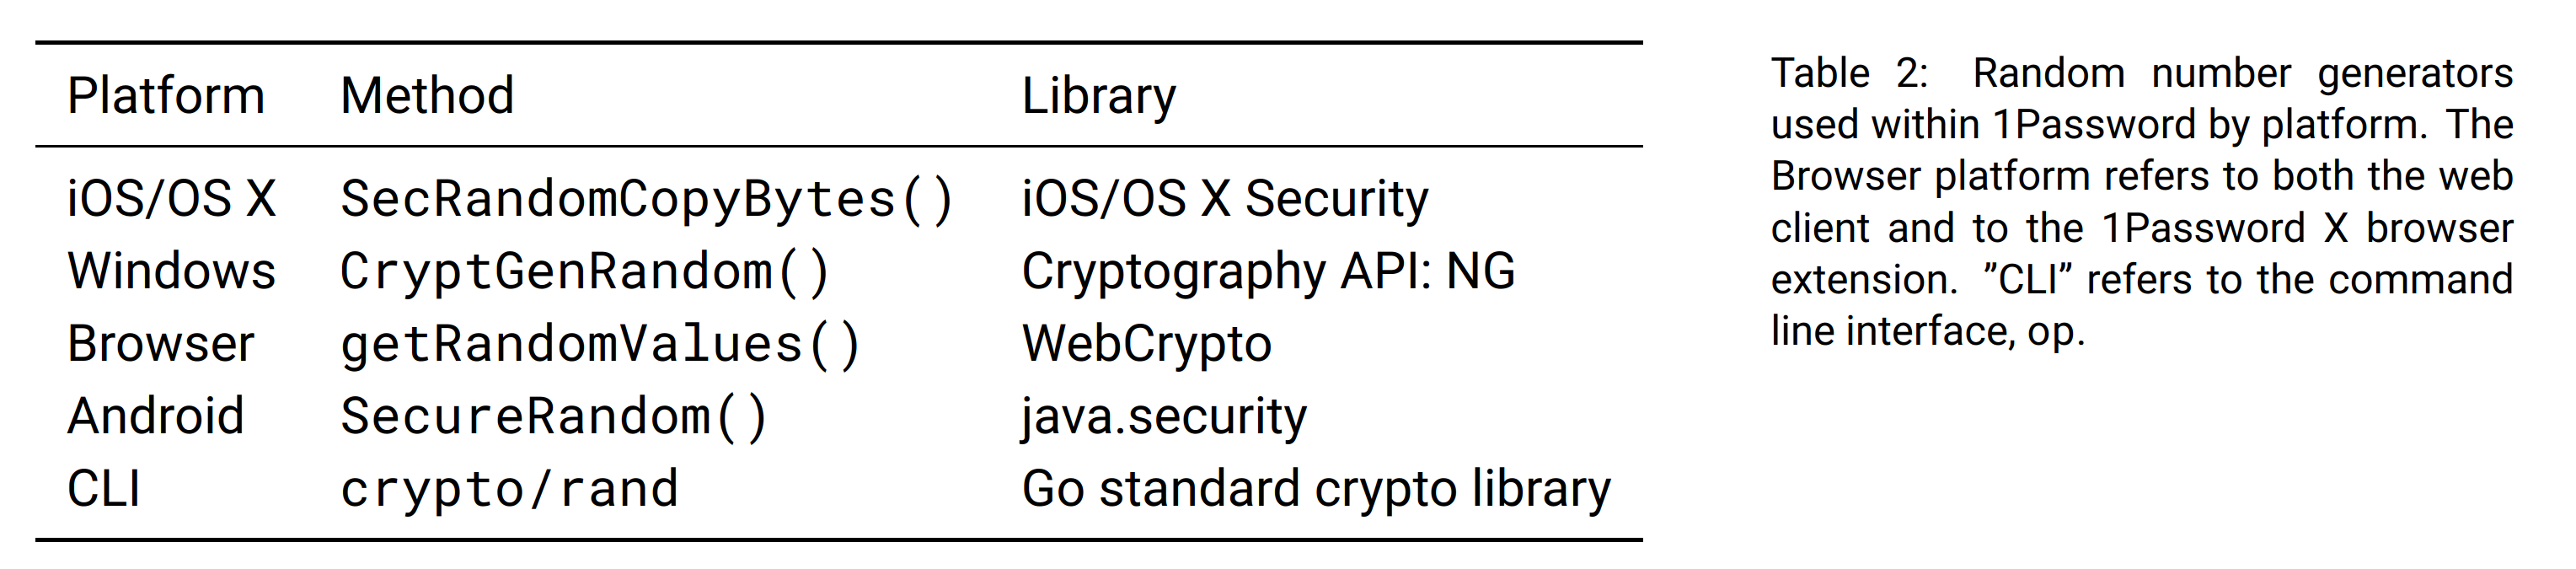 Platform Method Library
iOS/OS X SecRandomCopyBytes() iOS/OS X Security
Windows CryptGenRandom() Cryptography API: NG
Browser getRandomValues() WebCrypto
Android SecureRandom() java.security
CLI crypto/rand Go standard crypto library
Table 2: Random number generators
used within 1Password by platform. The
Browser platform refers to both the web
client and to the 1Password X browser
extension. ”CLI” refers to the command
line interface, op.